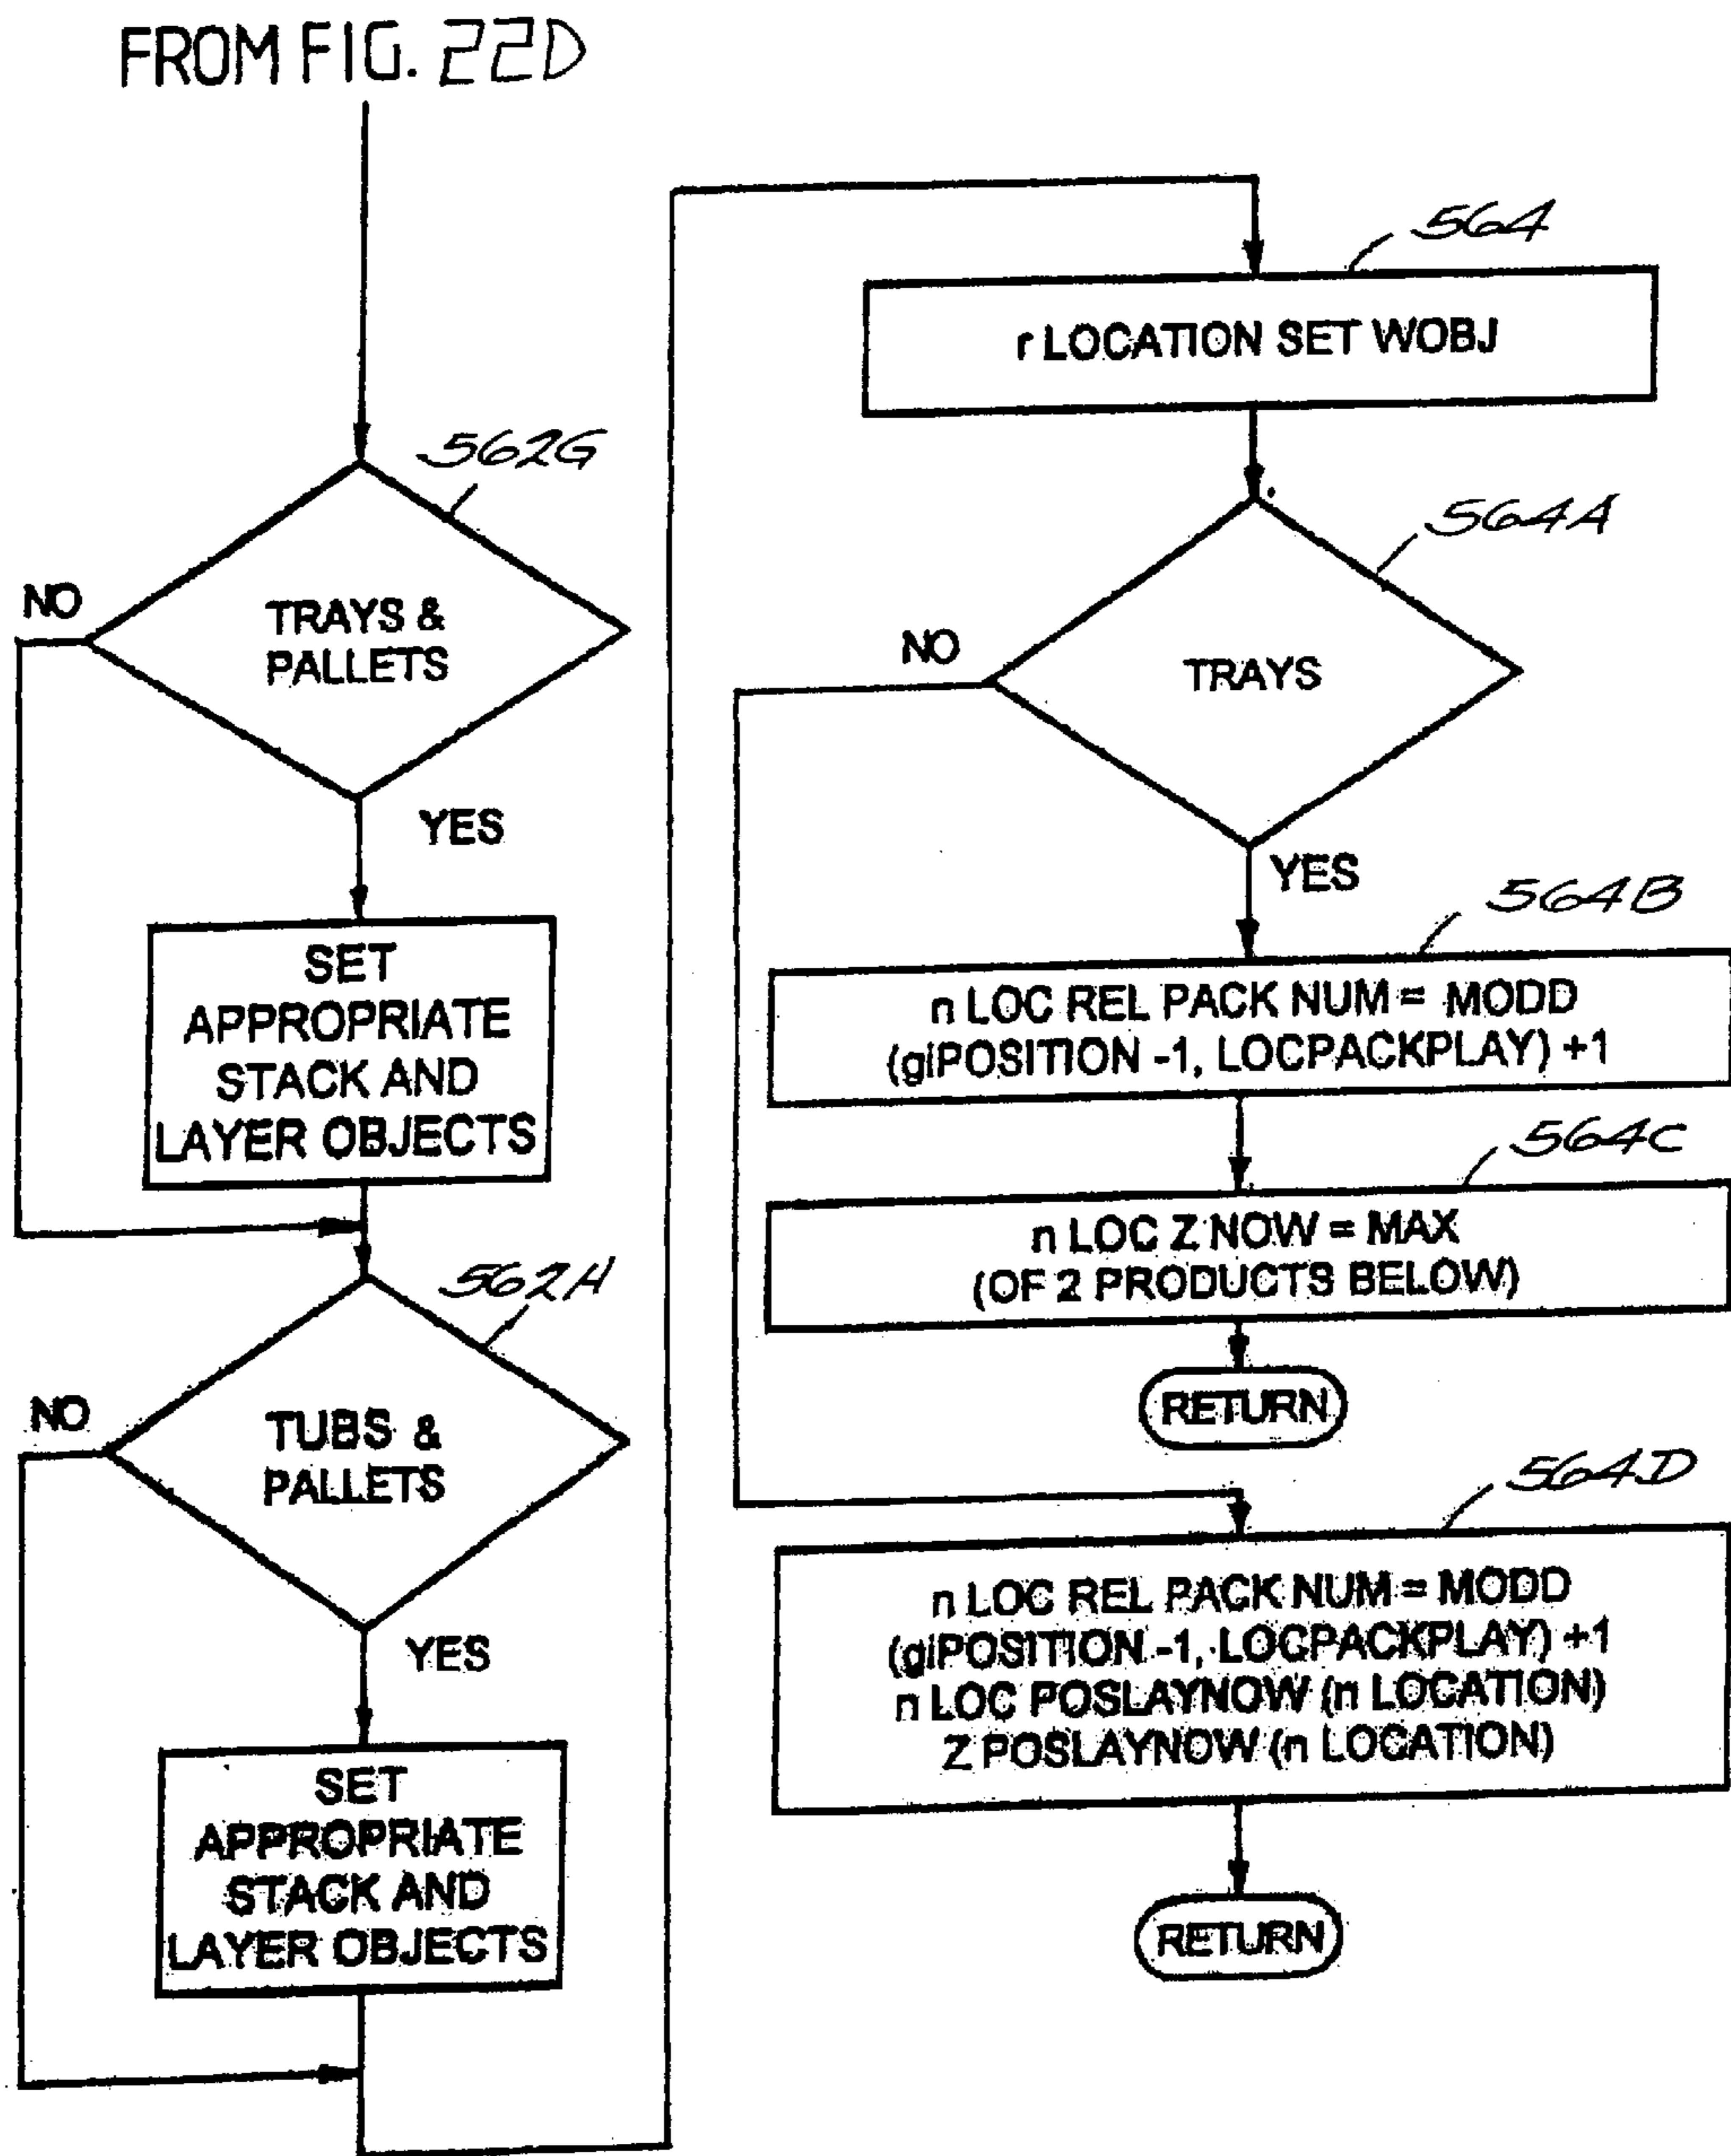 FROM FIG. 22D
562G
NO
TRAYS &
PALLETS
YES
SET
APPROPRIATE
STACK AND
LAYER OBJECTS
562H
NO
TUBS &
PALLETS
YES
SET
APPROPRIATE
STACK AND
LAYER OBJECTS
564
r LOCATION SET WOBJ
564A
NO
TRAYS
YES
564B
n LOC REL PACK NUM = MODD
(giPOSITION -1, LOCPACKPLAY) +1
564C
n LOC Z NOW = MAX
(OF 2 PRODUCTS BELOW)
RETURN
564D
n LOC REL PACK NUM = MODD
(giPOSITION -1, LOCPACKPLAY) +1
n LOC POSLAYNOW (n LOCATION)
Z POSLAYNOW (n LOCATION)
RETURN